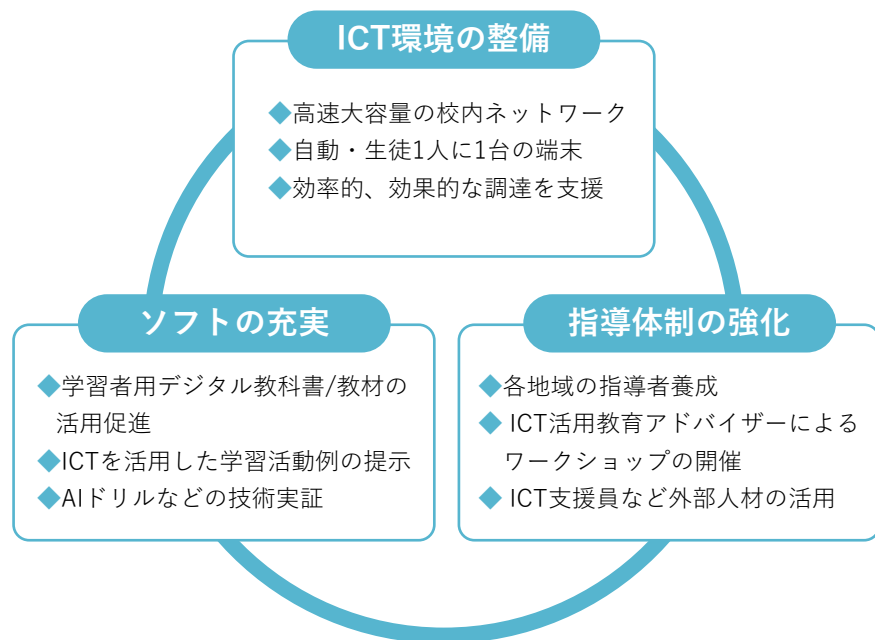 ICT環境の整備
◆高速大容量の校内ネットワーク
◆自動・生徒1人に1台の端末
◆効率的、効果的な調達を支援
ソフトの充実
◆学習者用デジタル教科書/教材の
活用促進
◆ICTを活用した学習活動例の提示
◆AIドリルなどの技術実証
指導体制の強化
◆各地域の指導者養成
◆ ICT活用教育アドバイザーによる
ワークショップの開催
◆ ICT支援員など外部人材の活用